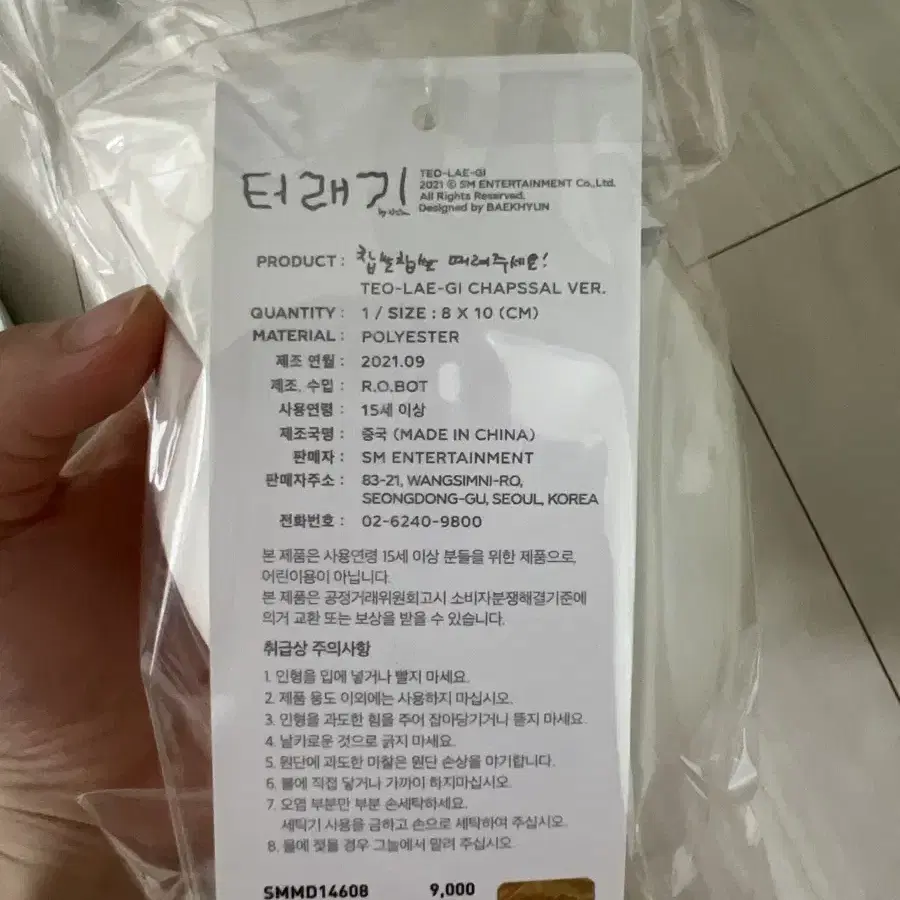 터래기
TEO-LAE-GI
2021 © SM ENTERTAINMENT Co.,Ltd.
All Rights Reserved.
Designed by BAEKHYUN
PRODUCT : 찹쌀찹쌀 때려주세요!
TEO-LAE-GI CHAPSSAL VER.
QUANTITY : 1 / SIZE : 8 X 10 (CM)
MATERIAL : POLYESTER
제조 연월 : 2021.09
제조, 수입 : R.O.BOT
사용연령 : 15세 이상
제조국명 : 중국 (MADE IN CHINA)
판매자 : SM ENTERTAINMENT
판매자주소 : 83-21, WANGSIMNI-RO,
SEONGDONG-GU, SEOUL, KOREA
전화번호 : 02-6240-9800
본 제품은 사용연령 15세 이상 분들을 위한 제품으로,
어린이용이 아닙니다.
본 제품은 공정거래위원회고시 소비자분쟁해결기준에
의거 교환 또는 보상을 받을 수 있습니다.
취급상 주의사항
1. 인형을 입에 넣거나 빨지 마세요.
2. 제품 용도 이외에는 사용하지 마십시오.
3. 인형을 과도한 힘을 주어 잡아당기거나 뜯지 마세요.
4. 날카로운 것으로 긁지 마세요.
5. 원단에 과도한 마찰은 원단 손상을 야기합니다.
6. 불에 직접 닿거나 가까이 하지마십시오.
7. 오염 부분만 부분 손세탁하세요.
세탁기 사용을 금하고 손으로 세탁하여 주십시오.
8. 물에 젖을 경우 그늘에서 말려 주십시오.
SMMD14608 9,000